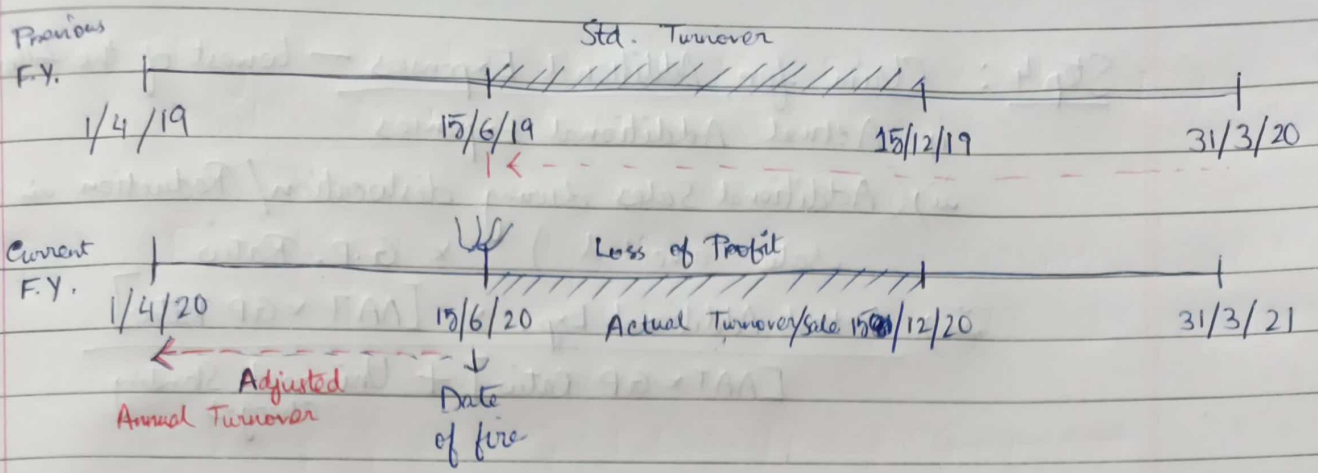 Previous
F.Y.
Std. Turnover
1/4/19 15/6/19 15/12/19 31/3/20
Current
F.Y.
Loss of Profit
1/4/20 15/6/20 Actual Turnover/Sale 15/12/20 31/3/21
Adjusted
Annual Turnover
Date
of fire